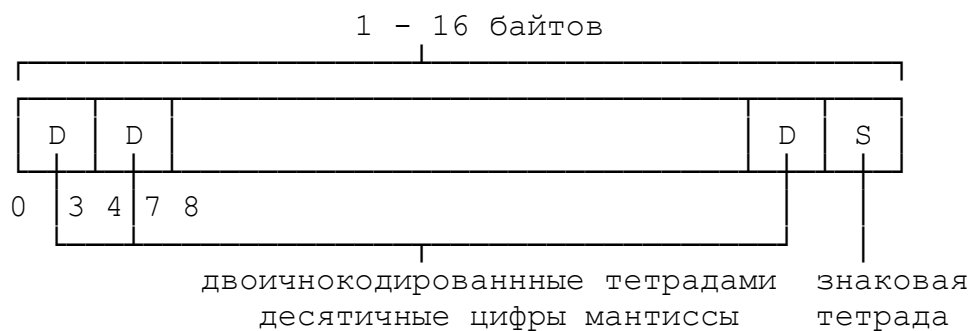 1 - 16 байтов
D D D S
0 3 4 7 8
двоичнокодированнные тетрадами знаковая
десятичные цифры мантиссы тетрада